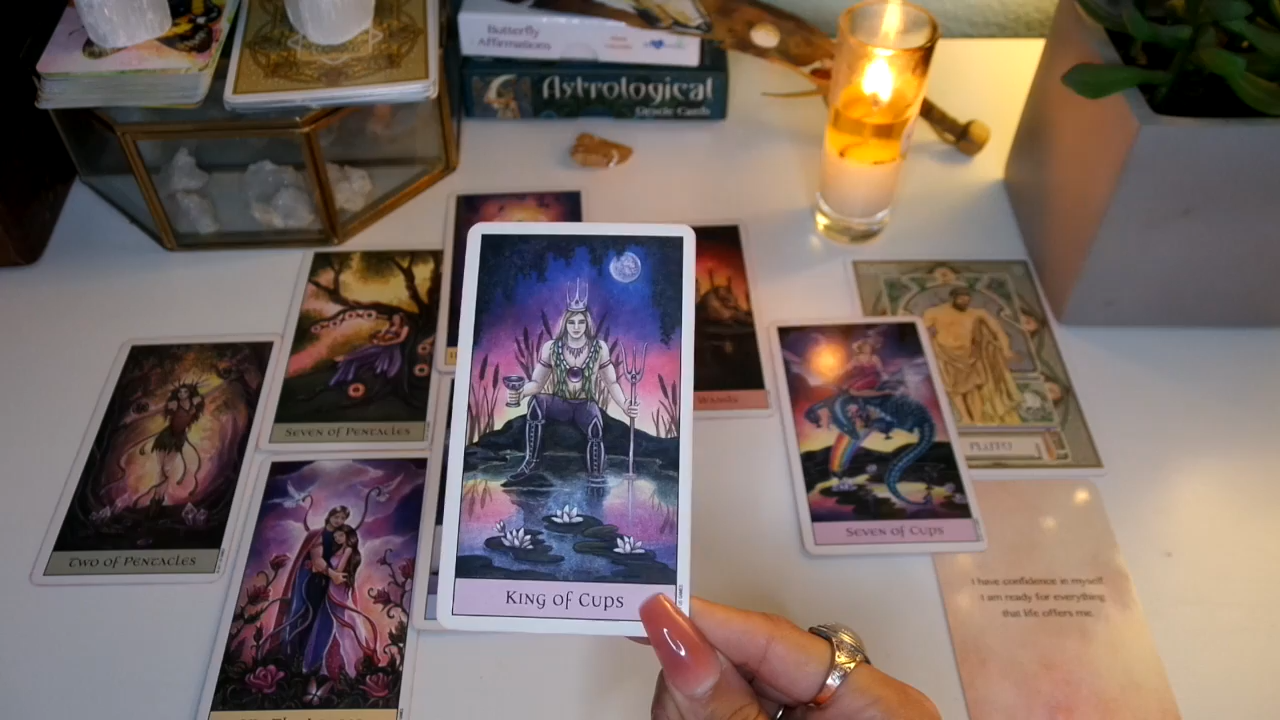 Butterfly
Affirmations
Astrological
Oracle Cards
Seven of Pentacles
Two of Pentacles
King of Cups
Wands
Seven of Cups
PLUTO
I have confidence in myself.
I am ready for everything
that life offers me.